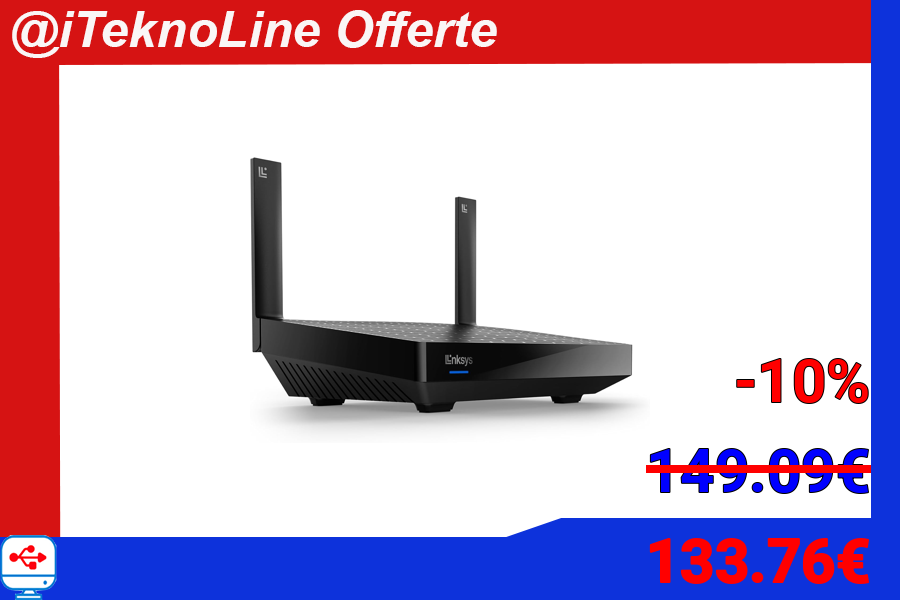 @iTeknoLine Offerte
Linksys
-10%
149.09€
133.76€